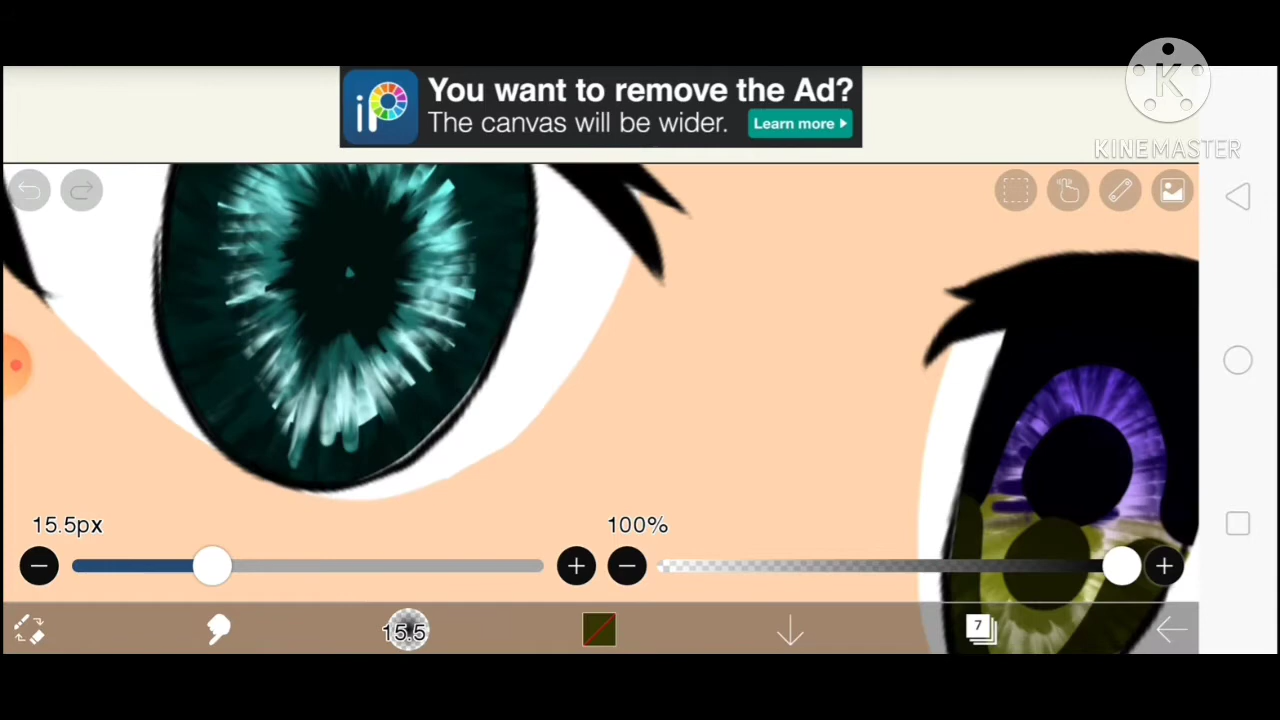 iP
You want to remove the Ad?
The canvas will be wider.
Learn more
K
KINEMASTER
15.5px
100%
15.5
7